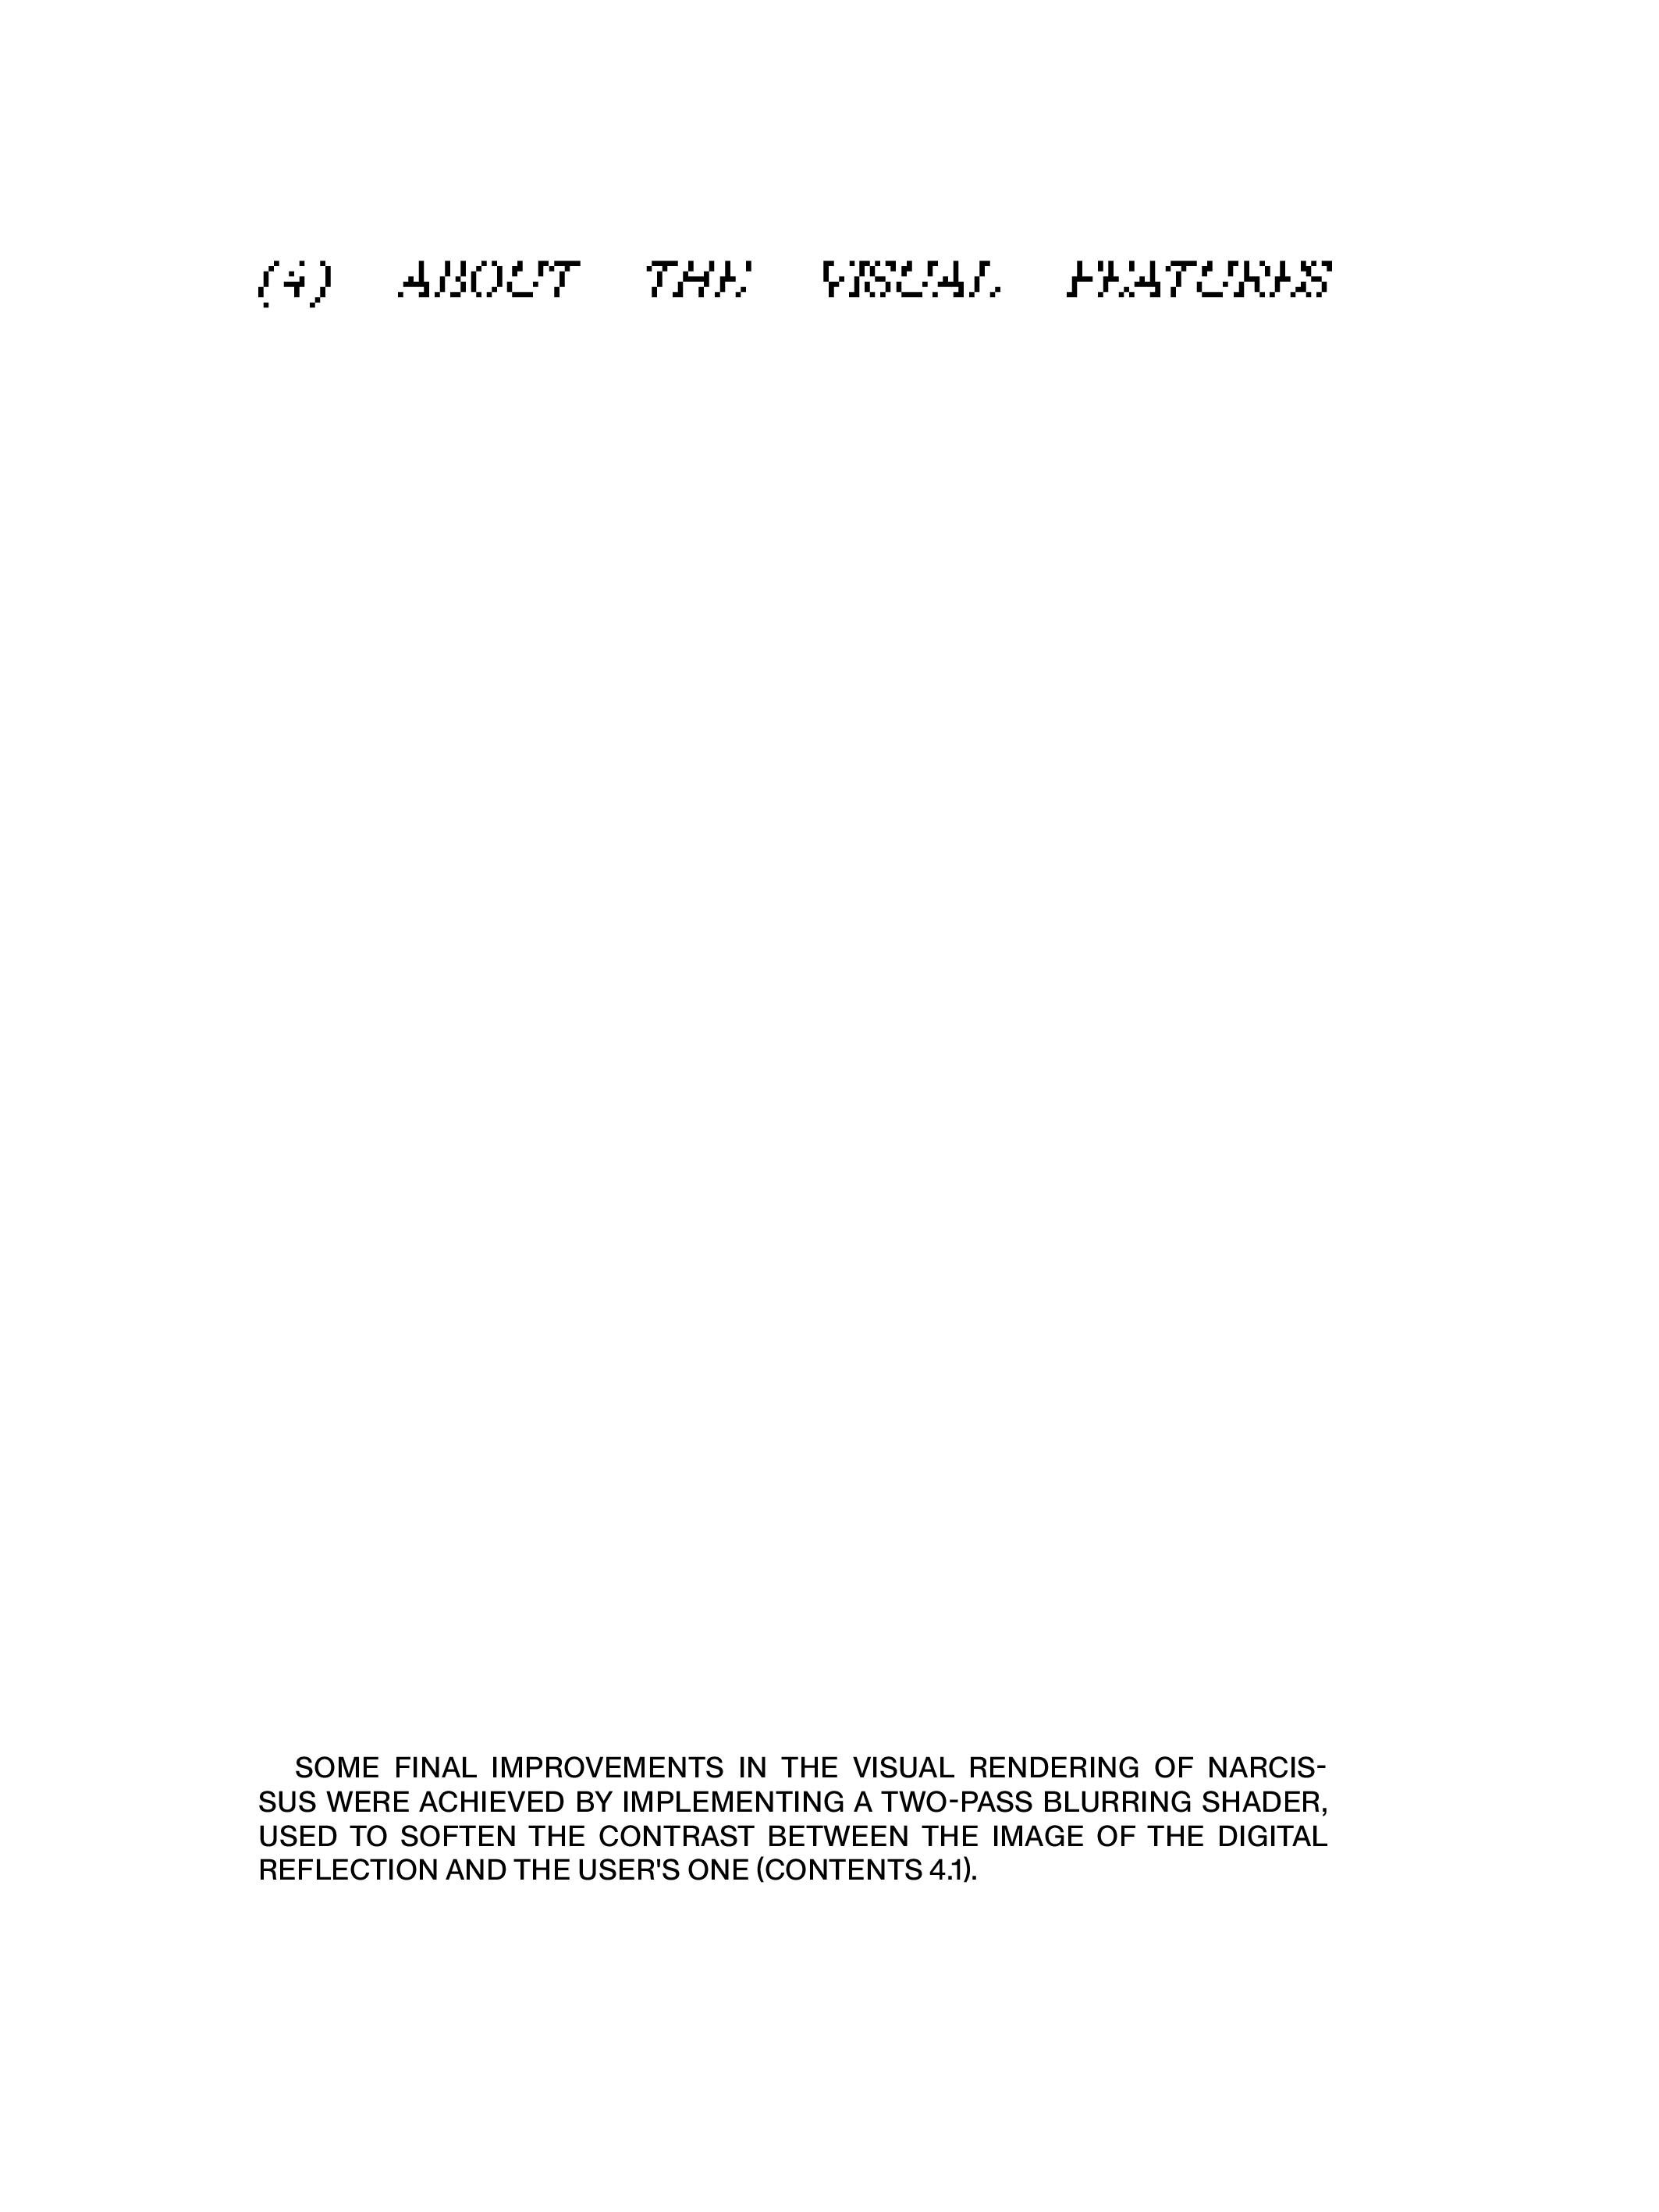 (4) ABOUT THE VISUAL FEATURES
SOME FINAL IMPROVEMENTS IN THE VISUAL RENDERING OF NARCIS-
SUS WERE ACHIEVED BY IMPLEMENTING A TWO-PASS BLURRING SHADER,
USED TO SOFTEN THE CONTRAST BETWEEN THE IMAGE OF THE DIGITAL
REFLECTION AND THE USER'S ONE (CONTENTS 4.1).